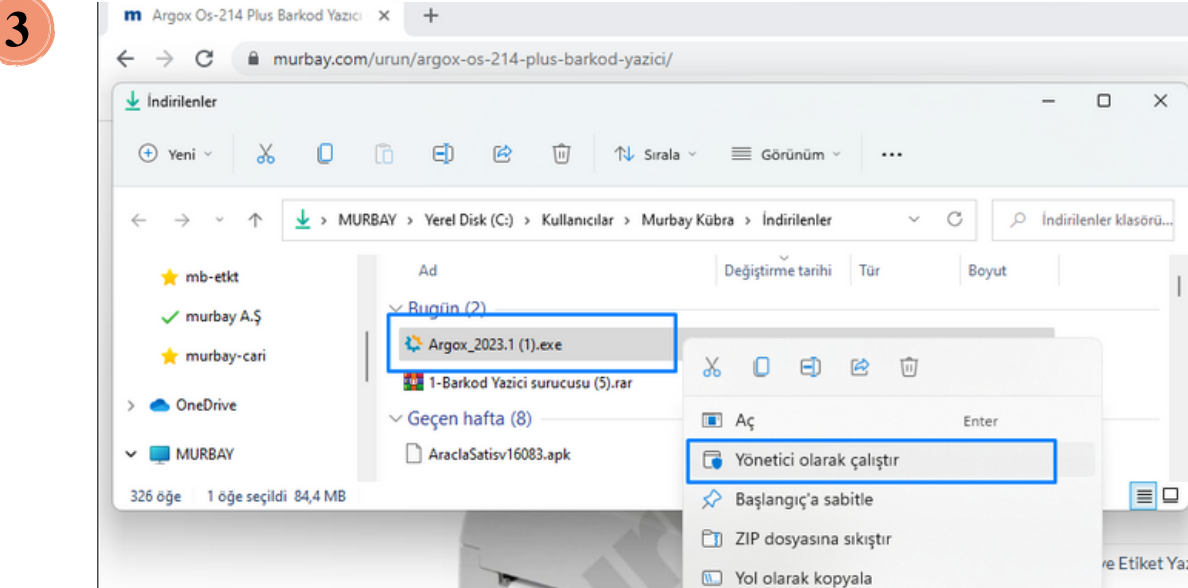 3
m Argox Os-214 Plus Barkod Yazıcı
murbay.com/urun/argox-os-214-plus-barkod-yazici/
İndirilenler
Yeni Sırala Görünüm
MURBAY > Yerel Disk (C:) > Kullanıcılar > Murbay Kübra > İndirilenler İndirilenler klasörü...
Ad Değiştirme tarihi Tür Boyut
mb-etkt
Bugün (2)
murbay A.Ş
Argox_2023.1 (1).exe
murbay-cari
1-Barkod Yazici surucusu (5).rar
OneDrive
Geçen hafta (8)
Aç Enter
MURBAY
AraclaSatisv16083.apk
Yönetici olarak çalıştır
326 öğe 1 öğe seçildi 84,4 MB
Başlangıç'a sabitle
ZIP dosyasına sıkıştır
ve Etiket
Yol olarak kopyala